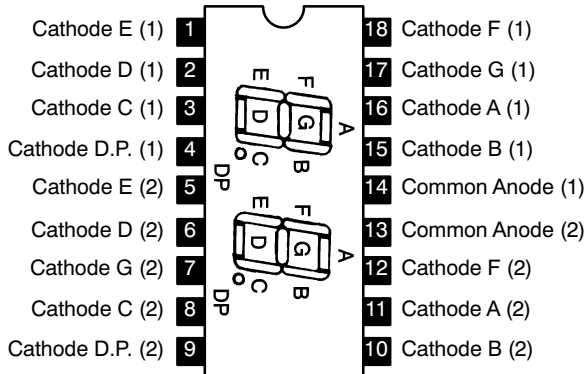 Cathode E (1) 1 18 Cathode F (1)
Cathode D (1) 2 17 Cathode G (1)
Cathode C (1) 3 16 Cathode A (1)
Cathode D.P. (1) 4 15 Cathode B (1)
Cathode E (2) 5 14 Common Anode (1)
Cathode D (2) 6 13 Common Anode (2)
Cathode G (2) 7 12 Cathode F (2)
Cathode C (2) 8 11 Cathode A (2)
Cathode D.P. (2) 9 10 Cathode B (2)
E F
D G A
C B
DP
E F
D G A
C B
DP